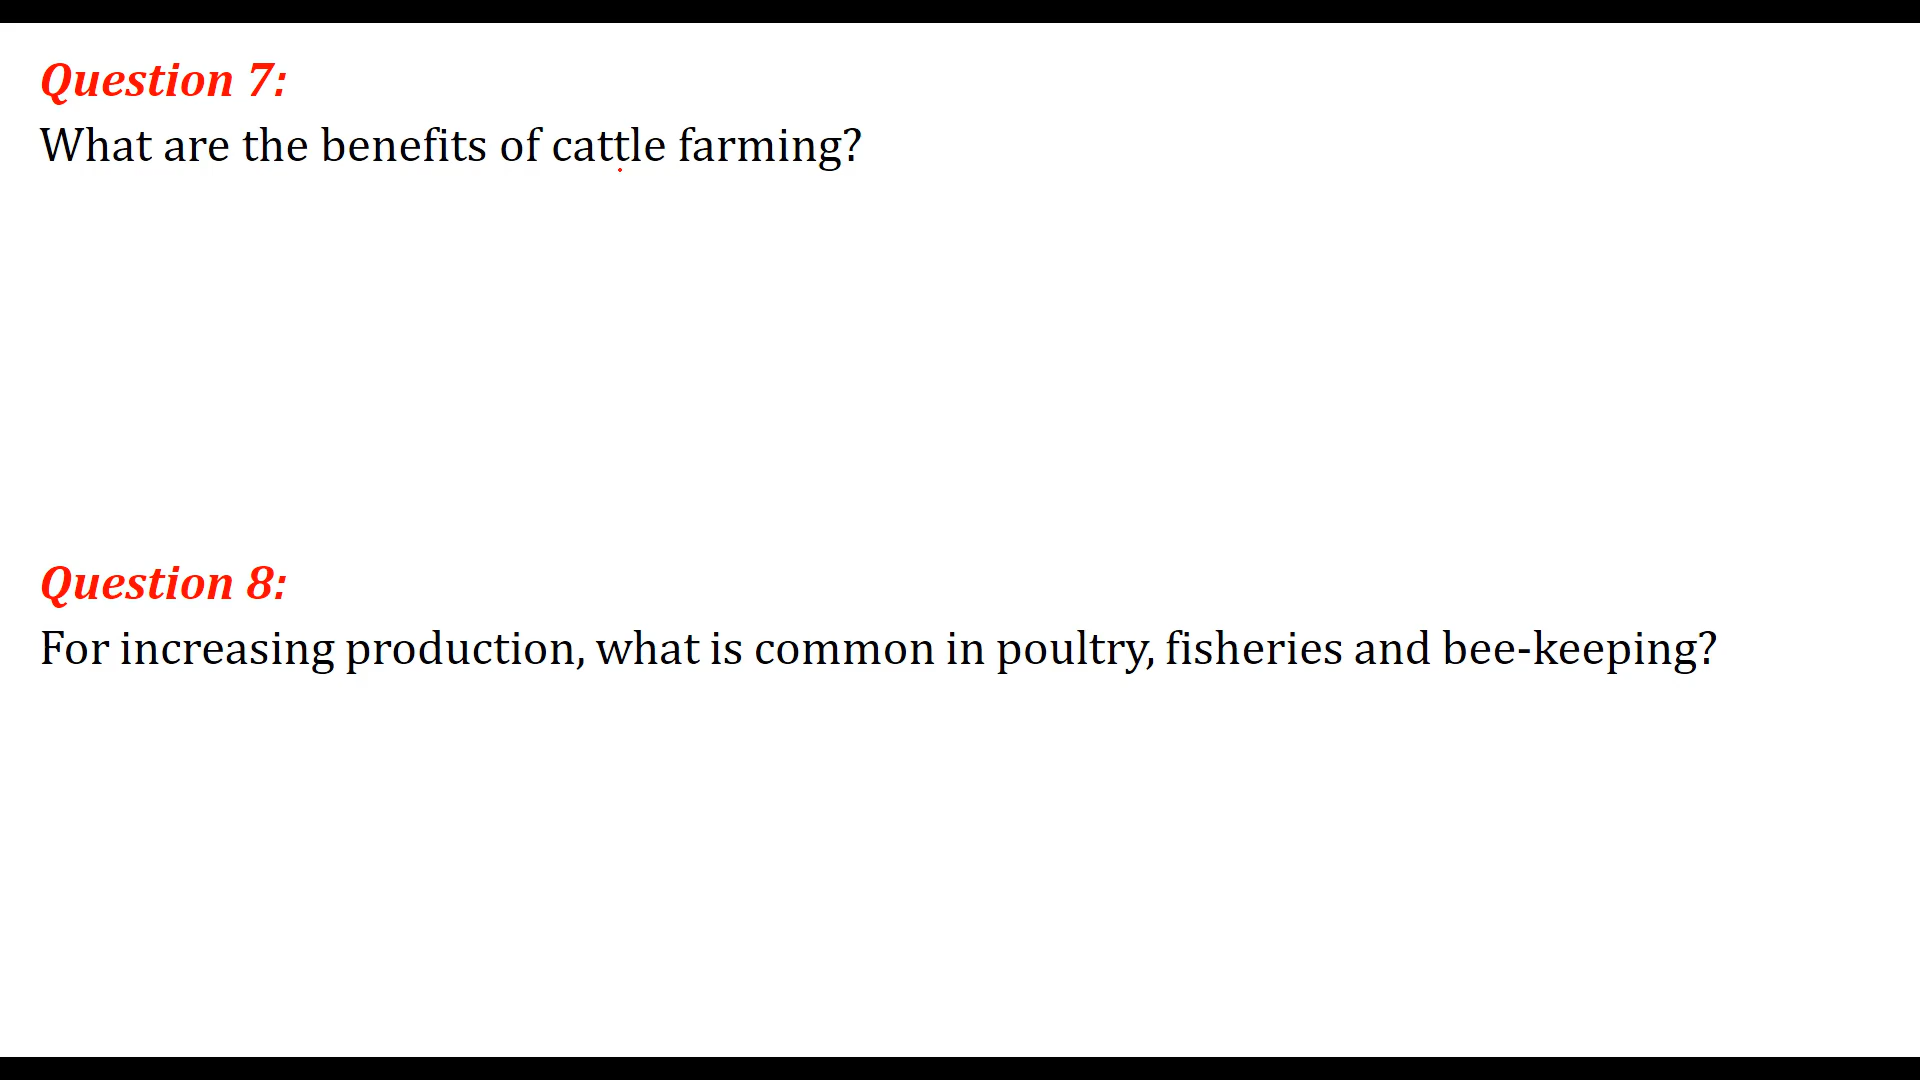 Question 7:
What are the benefits of cattle farming?
Question 8:
For increasing production, what is common in poultry, fisheries and bee-keeping?